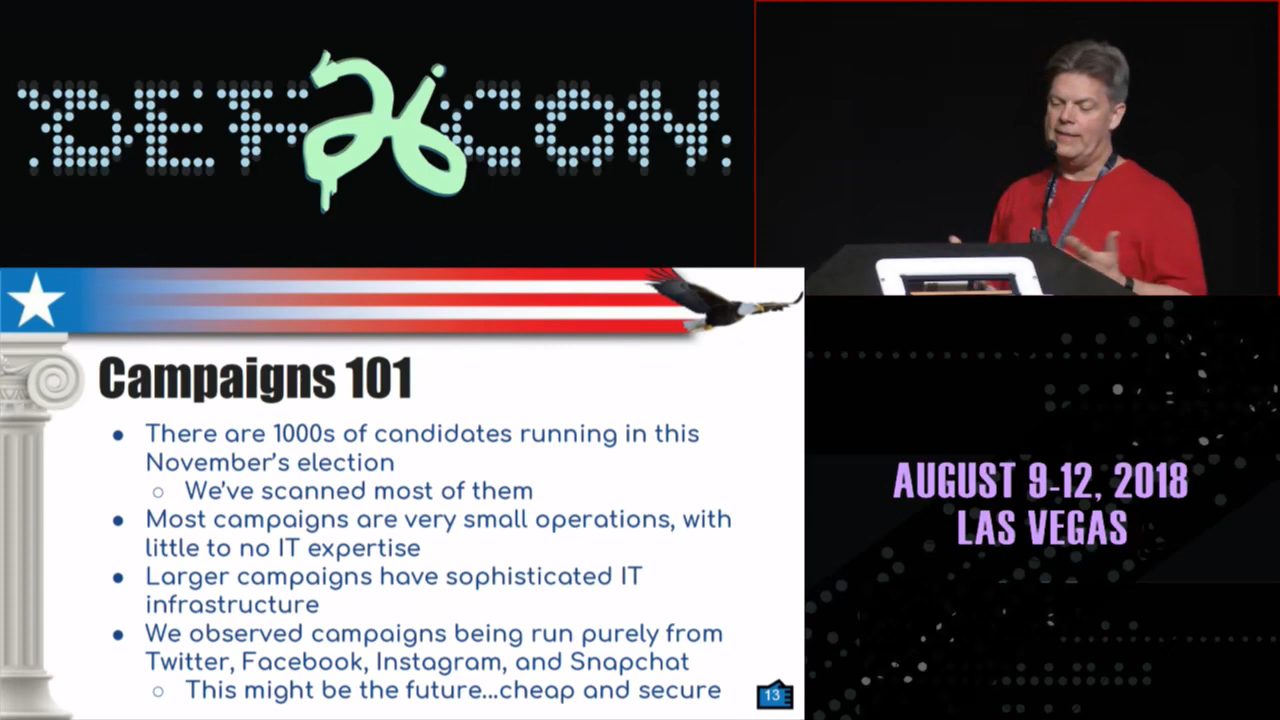 DEF 26 CON
Campaigns 101
● There are 1000s of candidates running in this
November's election
○ We've scanned most of them
● Most campaigns are very small operations, with
little to no IT expertise
● Larger campaigns have sophisticated IT
infrastructure
● We observed campaigns being run purely from
Twitter, Facebook, Instagram, and Snapchat
○ This might be the future...cheap and secure
13
AUGUST 9-12, 2018
LAS VEGAS